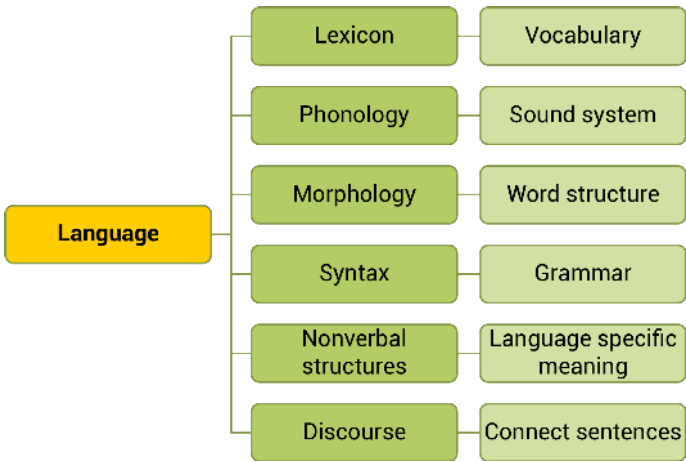 Language
Lexicon
Vocabulary
Phonology
Sound system
Morphology
Word structure
Syntax
Grammar
Nonverbal
structures
Language specific
meaning
Discourse
Connect sentences